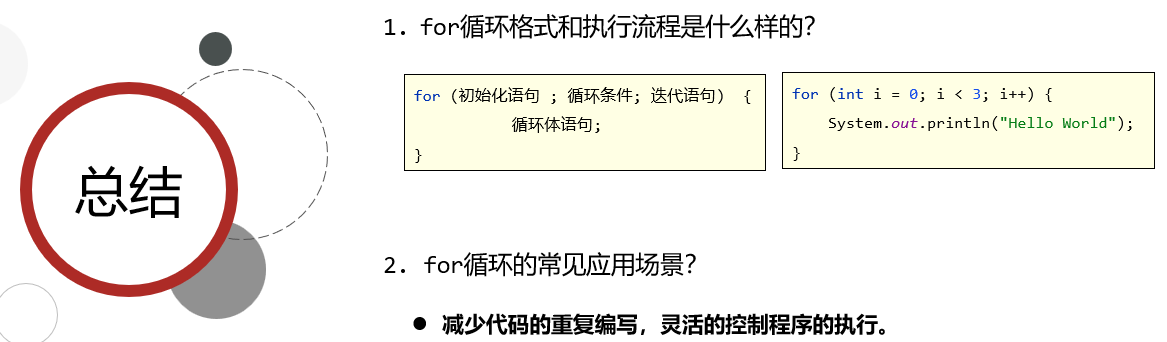 总结
1. for循环格式和执行流程是什么样的?
for (初始化语句 ; 循环条件; 迭代语句) {
循环体语句;
}
for (int i = 0; i < 3; i++) {
System.out.println("Hello World");
}
2. for循环的常见应用场景?
● 减少代码的重复编写，灵活的控制程序的执行。